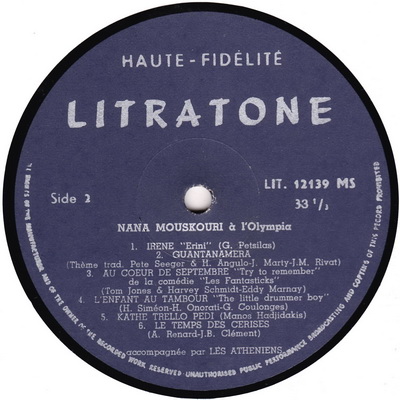 HAUTE-FIDÉLITÉ
LITRATONE
Side 2
LIT. 12139 MS
33 ⅓
NANA MOUSKOURI à l'Olympia
1. IRENE "Erini" (G. Petsilas)
2. GUANTANAMERA
(Thème trad. Pete Seeger & H. Angulo-J. Marty-J.M. Rivat)
3. AU COEUR DE SEPTEMBRE "Try to remember"
de la comédie "Les Fantasticks"
(Tom Jones & Harvey Schmidt-Eddy Marnay)
4. L'ENFANT AU TAMBOUR "The little drummer boy"
(H. Siméon-H. Onorati-G. Coulonges)
5. KATHE TRELLO PEDI (Manos Hadjidakis)
6. LE TEMPS DES CERISES
(A. Renard-J.B. Clément)
accompagnée par LES ATHENIENS
OF THE MANUFACTURER AND OF THE OWNER OF THE RECORDED WORK RESERVED UNAUTHORISED PUBLIC PERFORMANCE BROADCASTING AND COPYING OF THIS RECORD PROHIBITED